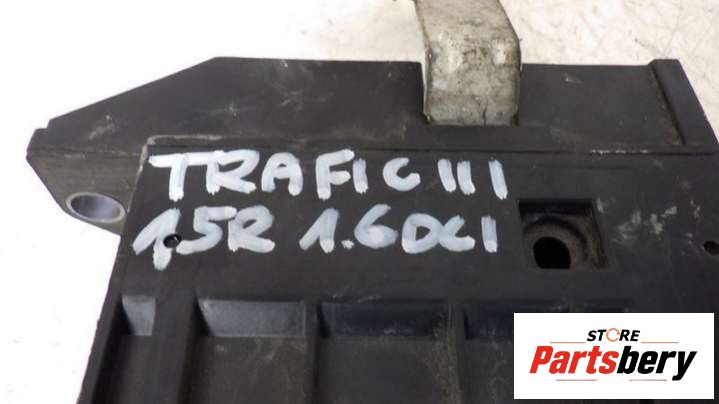 TRAFIC III
15R 1.6DCI
STORE
Partsbery